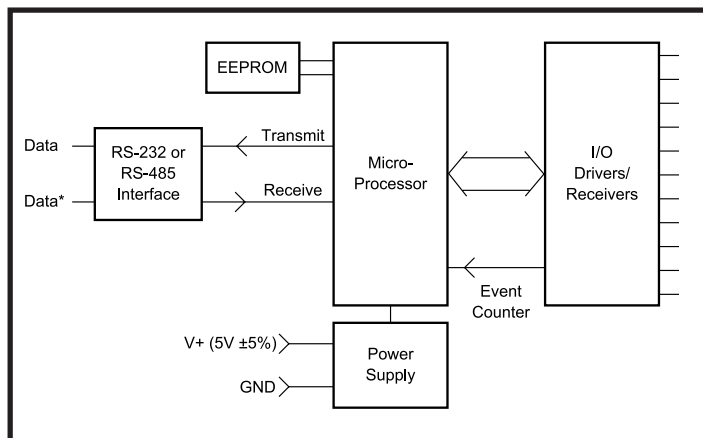 EEPROM
Data
Data*
RS-232 or
RS-485
Interface
Transmit
Receive
Micro-
Processor
I/O
Drivers/
Receivers
Event
Counter
V+ (5V ±5%)
GND
Power
Supply